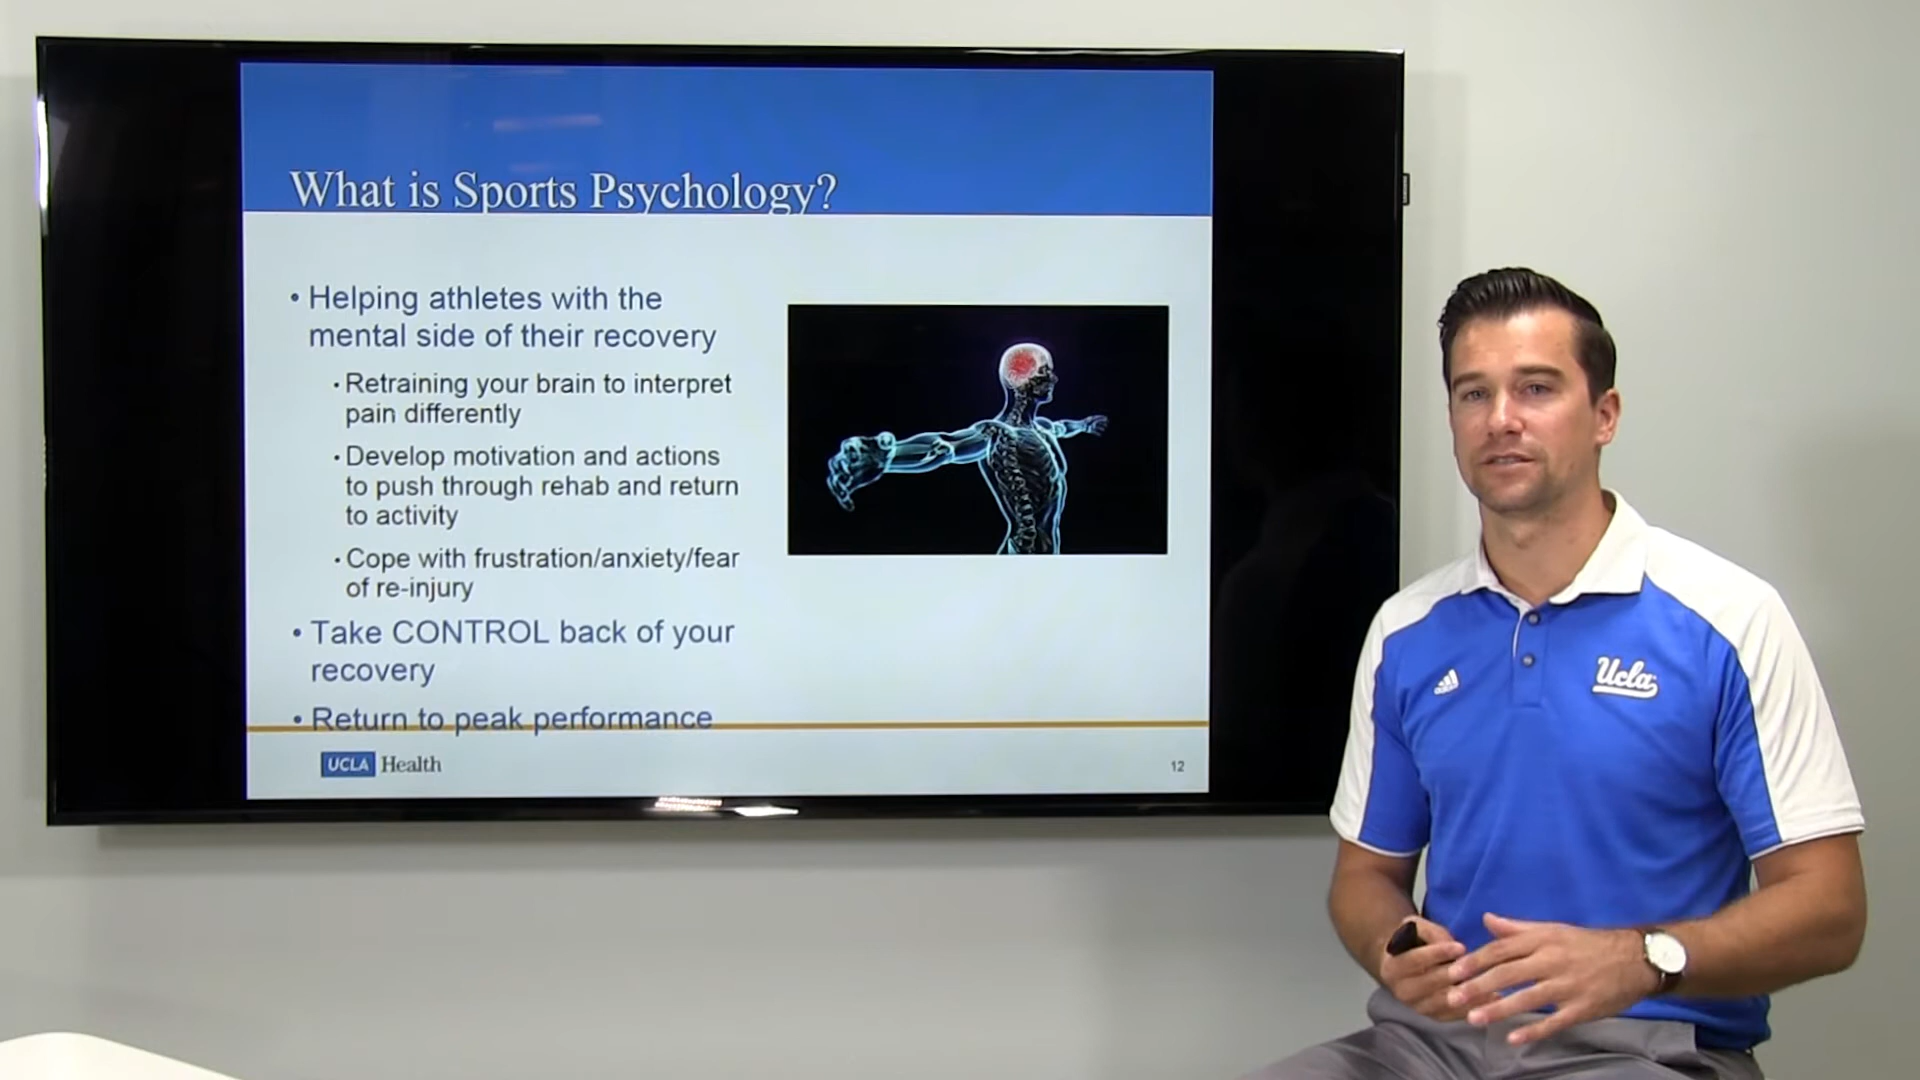 What is Sports Psychology?
• Helping athletes with the
mental side of their recovery
• Retraining your brain to interpret
pain differently
• Develop motivation and actions
to push through rehab and return
to activity
• Cope with frustration/anxiety/fear
of re-injury
• Take CONTROL back of your
recovery
• Return to peak performance
UCLA Health
12
Ucla